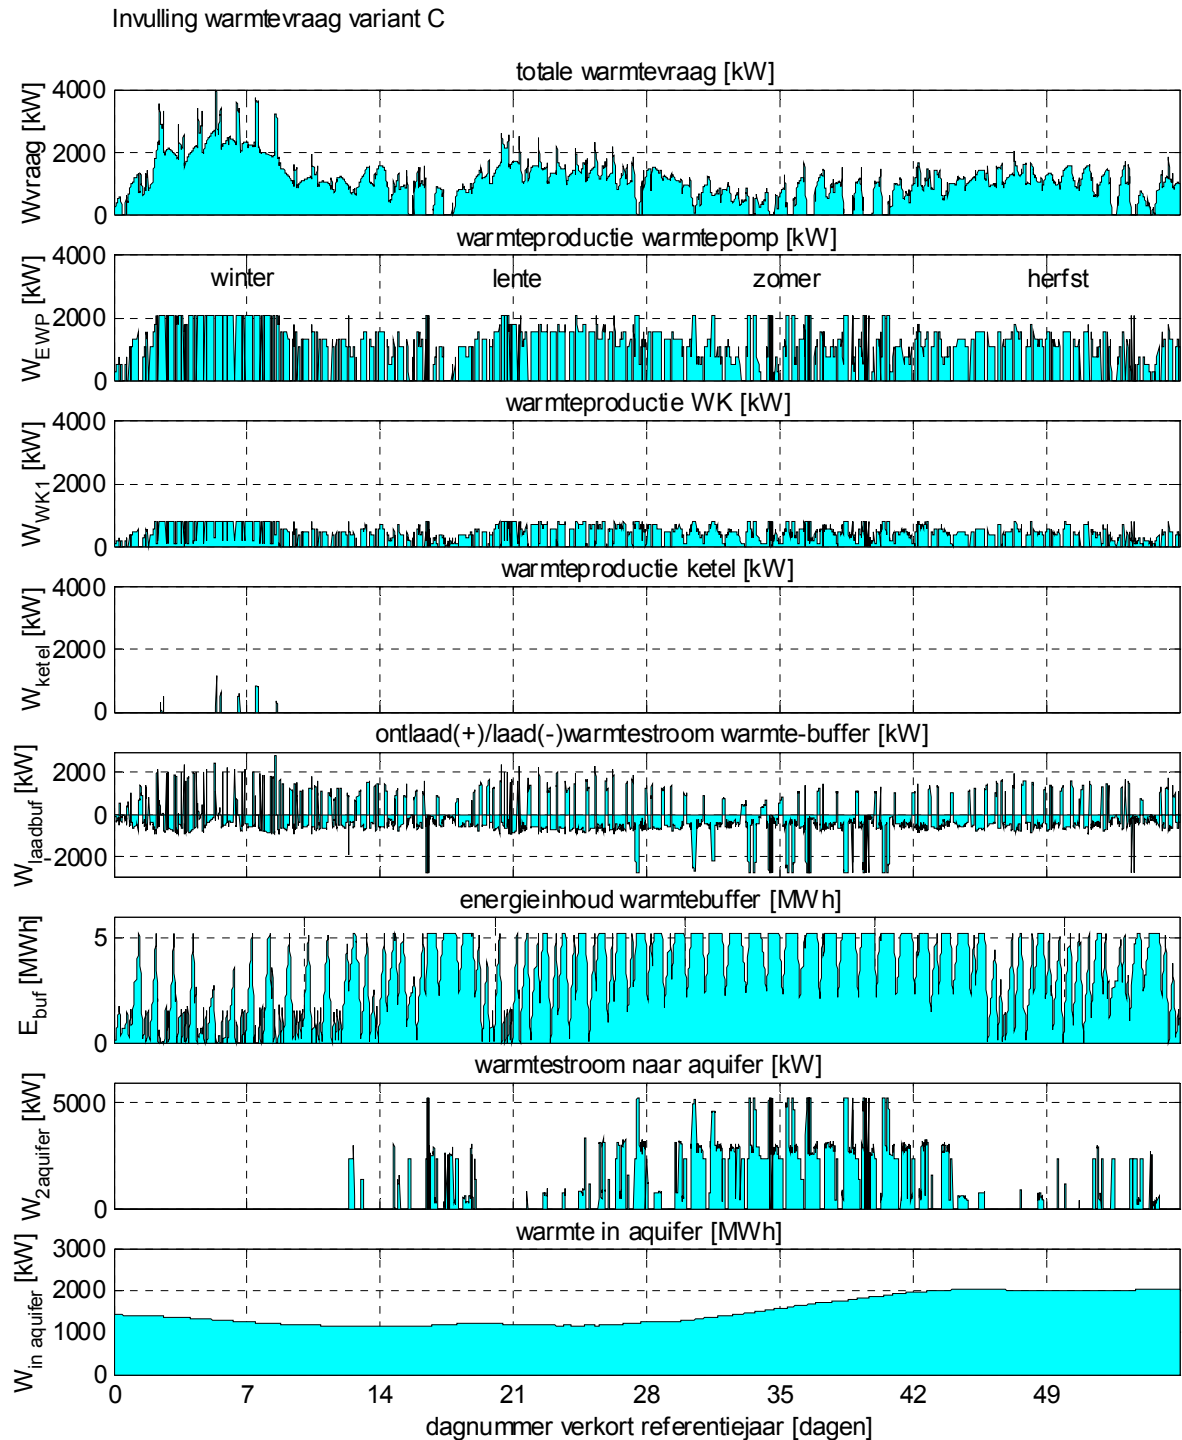 Invulling warmtevraag variant C
totale warmtevraag [kW]
Wvraag [kW]
4000
2000
0
warmteproductie warmtepomp [kW]
W_EWP [kW]
4000
2000
0
winter
lente
zomer
herfst
warmteproductie WK [kW]
W_WK1 [kW]
4000
2000
0
warmteproductie ketel [kW]
W_ketel [kW]
4000
2000
0
ontlaad(+)/laad(-)warmtestroom warmte-buffer [kW]
W_laadbuf [kW]
2000
0
-2000
energieinhoud warmtebuffer [MWh]
E_buf [MWh]
5
0
warmtestroom naar aquifer [kW]
W_2aquifer [kW]
5000
0
warmte in aquifer [MWh]
W_in aquifer [kW]
3000
2000
1000
0
0 7 14 21 28 35 42 49
dagnummer verkort referentiejaar [dagen]